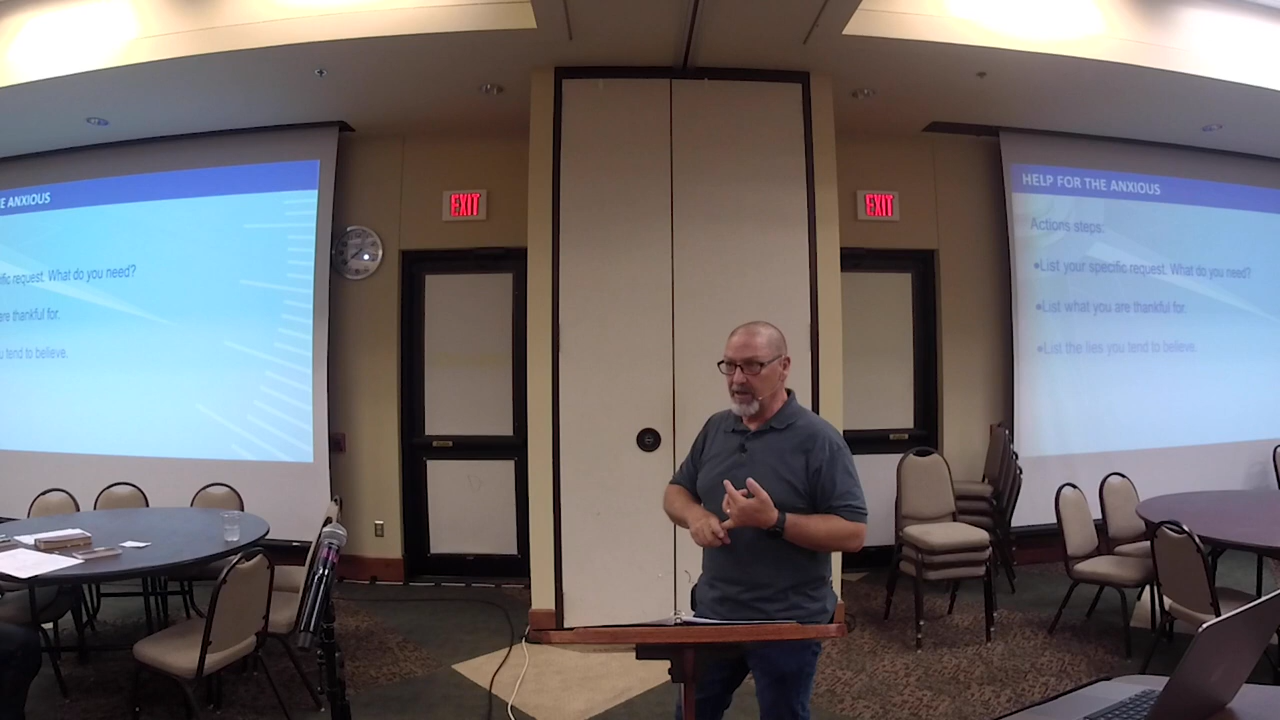 E ANXIOUS
fic request. What do you need?
are thankful for.
u tend to believe.
EXIT
EXIT
HELP FOR THE ANXIOUS
Actions steps:
•List your specific request. What do you need?
•List what you are thankful for.
•List the lies you tend to believe.